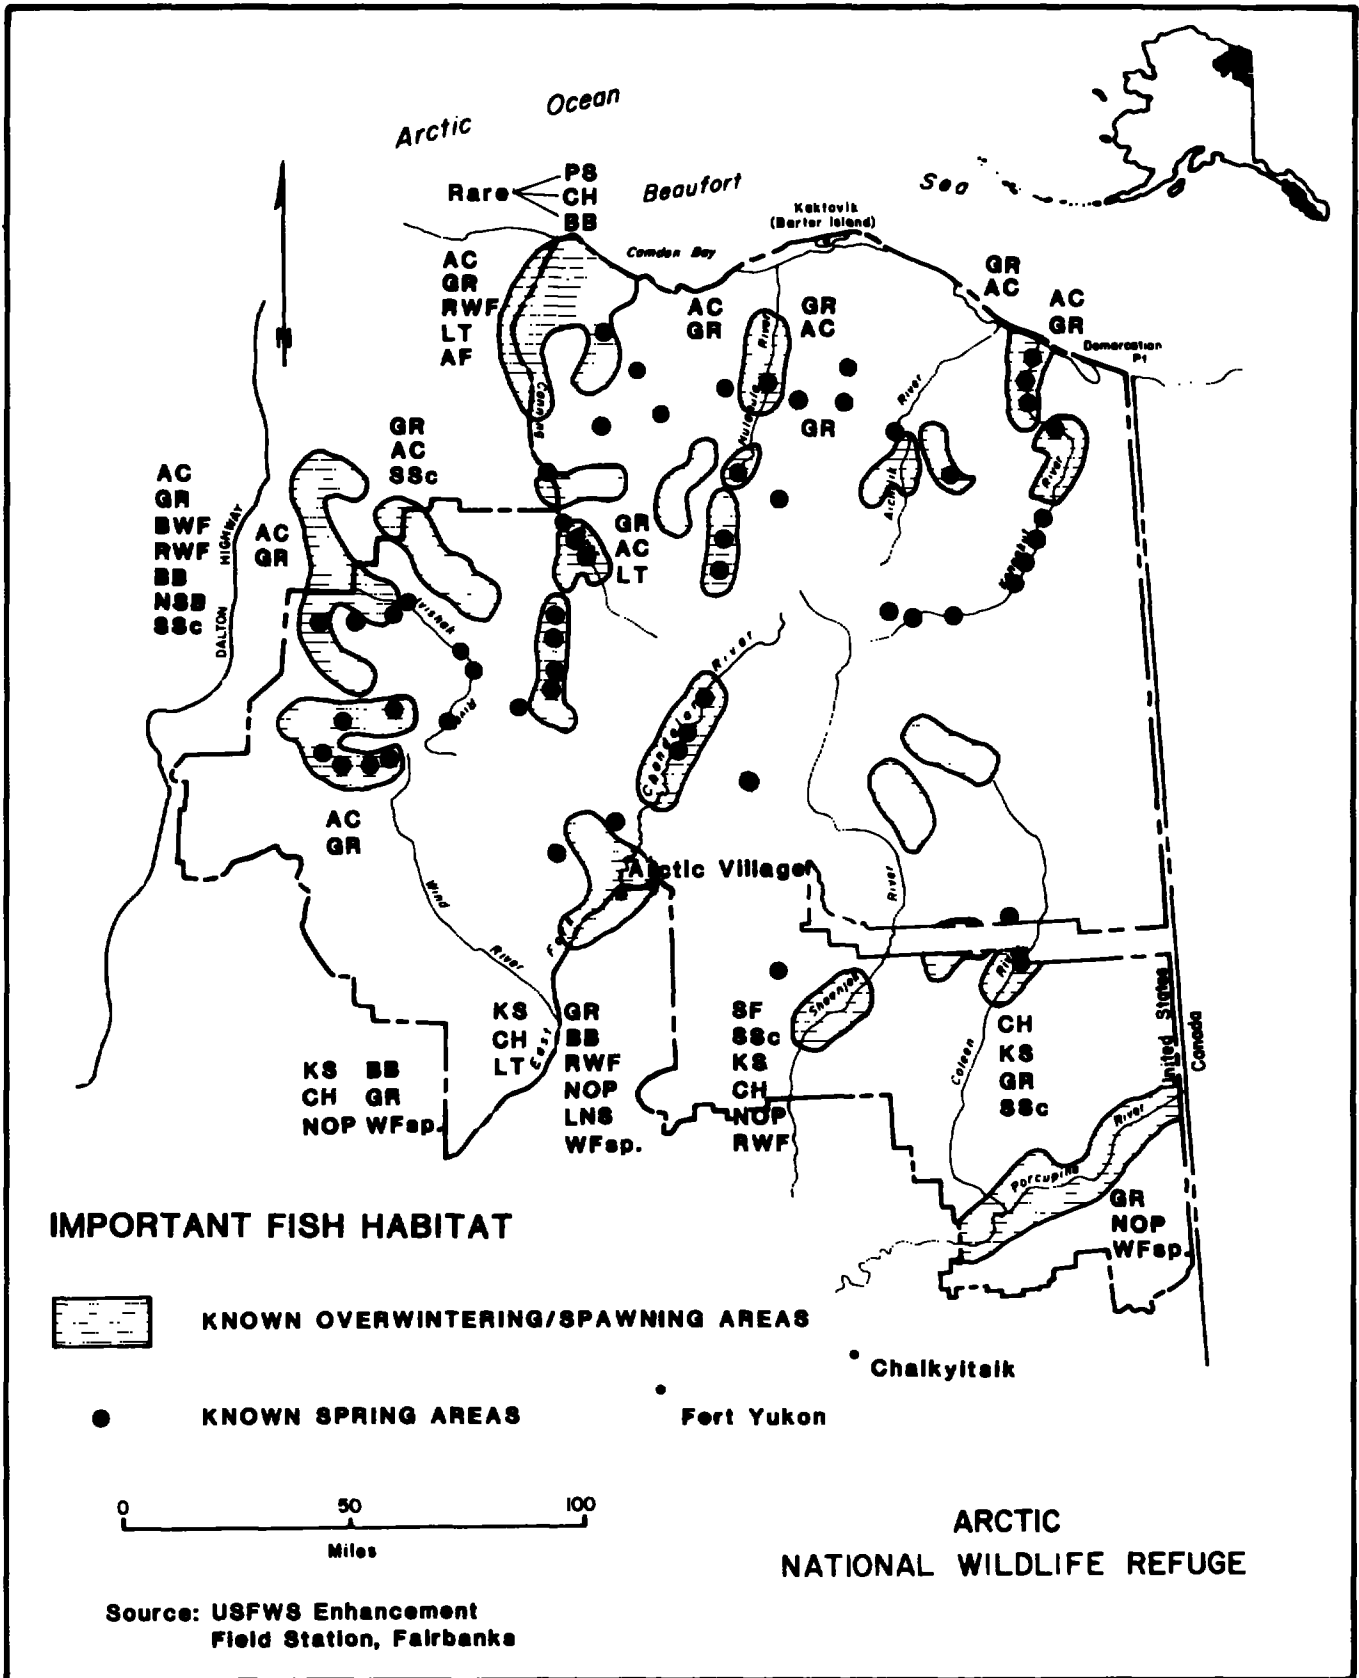 Arctic Ocean
Beaufort Sea
Rare
PS
CH
BB
Kaktovik
(Barter Island)
Camden Bay
AC
GR
RWF
LT
AF
AC
GR
GR
AC
GR
AC
AC
GR
Demarcation
Pt
River
River
Canning
GR
River
GR
AC
SSc
AC
GR
BWF
RWF
BB
NSB
SSc
DALTON HIGHWAY
AC
GR
GR
AC
LT
Ivishak
River
River
AC
GR
Arctic Village
Wind
River
River
Fork
East
Sheenjek
River
KS
CH
LT
GR
BB
RWF
NOP
LNS
WFsp.
KS BB
CH GR
NOP WFsp.
SF
SSc
KS
CH
NOP
RWF
CH
KS
GR
SSc
Coleen
United States
Canada
Porcupine
River
GR
NOP
WFsp.
IMPORTANT FISH HABITAT
KNOWN OVERWINTERING/SPAWNING AREAS
KNOWN SPRING AREAS
Chalkyitsik
Fort Yukon
0 50 100
Miles
ARCTIC
NATIONAL WILDLIFE REFUGE
Source: USFWS Enhancement
Field Station, Fairbanks